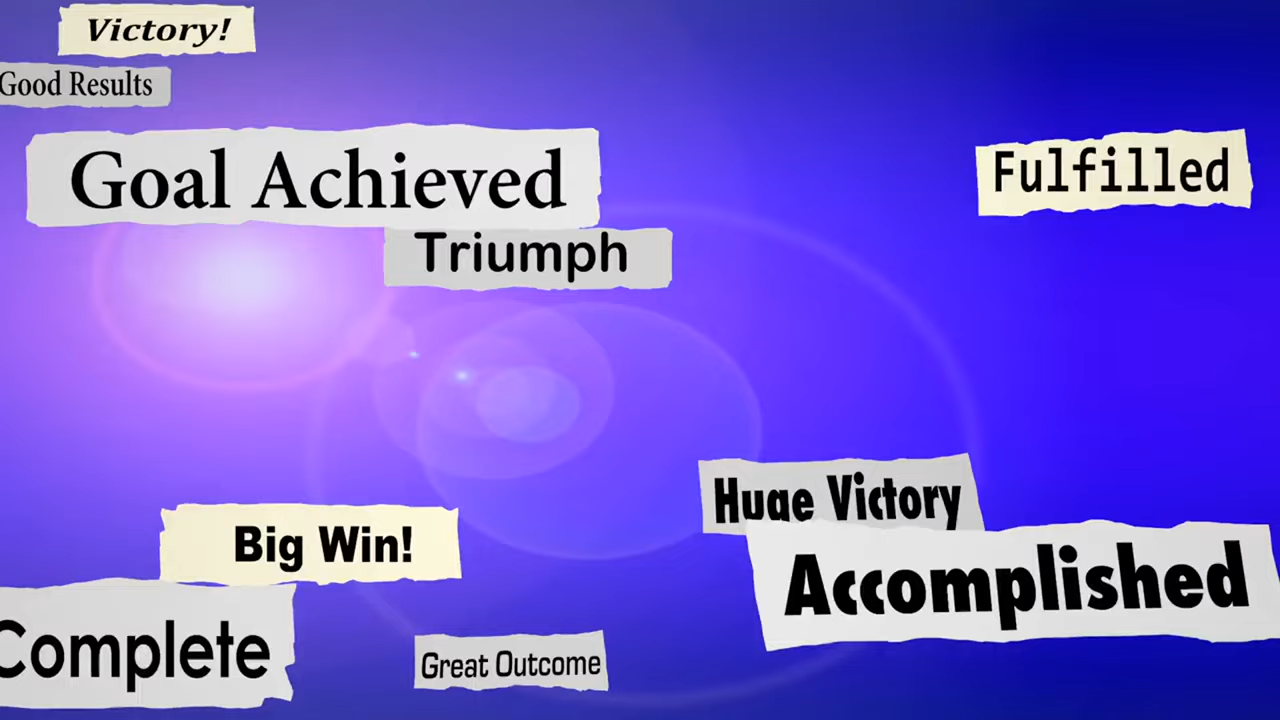 Victory!
Good Results
Goal Achieved
Fulfilled
Triumph
Huge Victory
Big Win!
Accomplished
Complete
Great Outcome